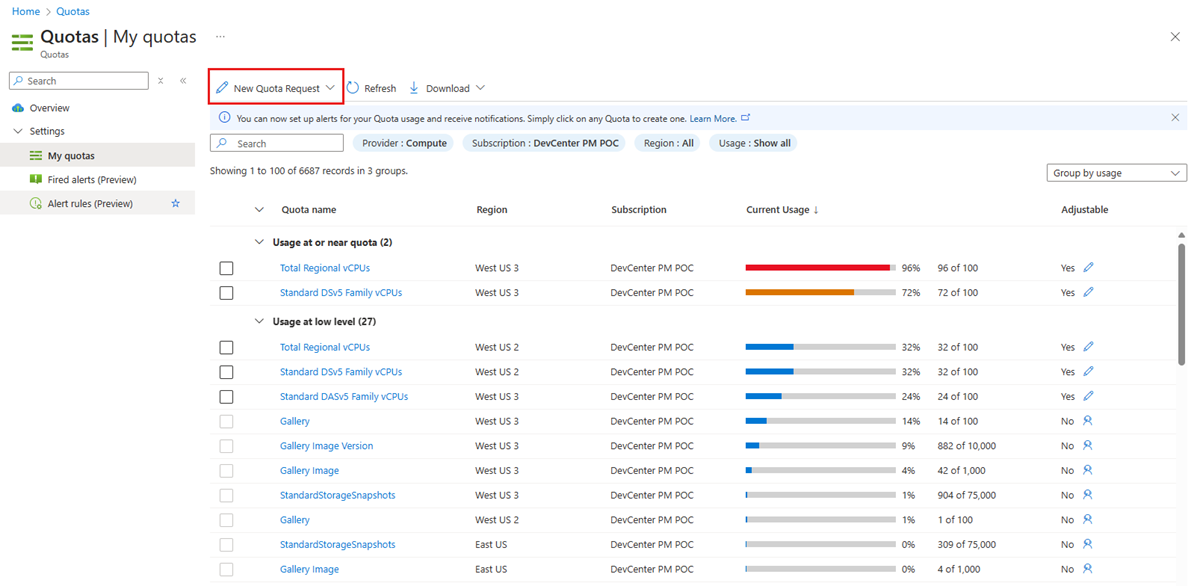 Home > Quotas
Quotas | My quotas ...
Quotas
Search
New Quota Request Refresh Download
Overview
You can now set up alerts for your Quota usage and receive notifications. Simply click on any Quota to create one. Learn More.
Settings
Search Provider : Compute Subscription : DevCenter PM POC Region : All Usage : Show all
My quotas
Showing 1 to 100 of 6687 records in 3 groups. Group by usage
Fired alerts (Preview)
Alert rules (Preview)
Quota name Region Subscription Current Usage ↓ Adjustable
Usage at or near quota (2)
Total Regional vCPUs West US 3 DevCenter PM POC 96% 96 of 100 Yes
Standard DSv5 Family vCPUs West US 3 DevCenter PM POC 72% 72 of 100 Yes
Usage at low level (27)
Total Regional vCPUs West US 2 DevCenter PM POC 32% 32 of 100 Yes
Standard DSv5 Family vCPUs West US 2 DevCenter PM POC 32% 32 of 100 Yes
Standard DASv5 Family vCPUs West US 3 DevCenter PM POC 24% 24 of 100 Yes
Gallery West US 3 DevCenter PM POC 14% 14 of 100 No
Gallery Image Version West US 3 DevCenter PM POC 9% 882 of 10,000 No
Gallery Image West US 3 DevCenter PM POC 4% 42 of 1,000 No
StandardStorageSnapshots West US 3 DevCenter PM POC 1% 904 of 75,000 No
Gallery West US 2 DevCenter PM POC 1% 1 of 100 No
StandardStorageSnapshots East US DevCenter PM POC 0% 309 of 75,000 No
Gallery Image East US DevCenter PM POC 0% 4 of 1,000 No